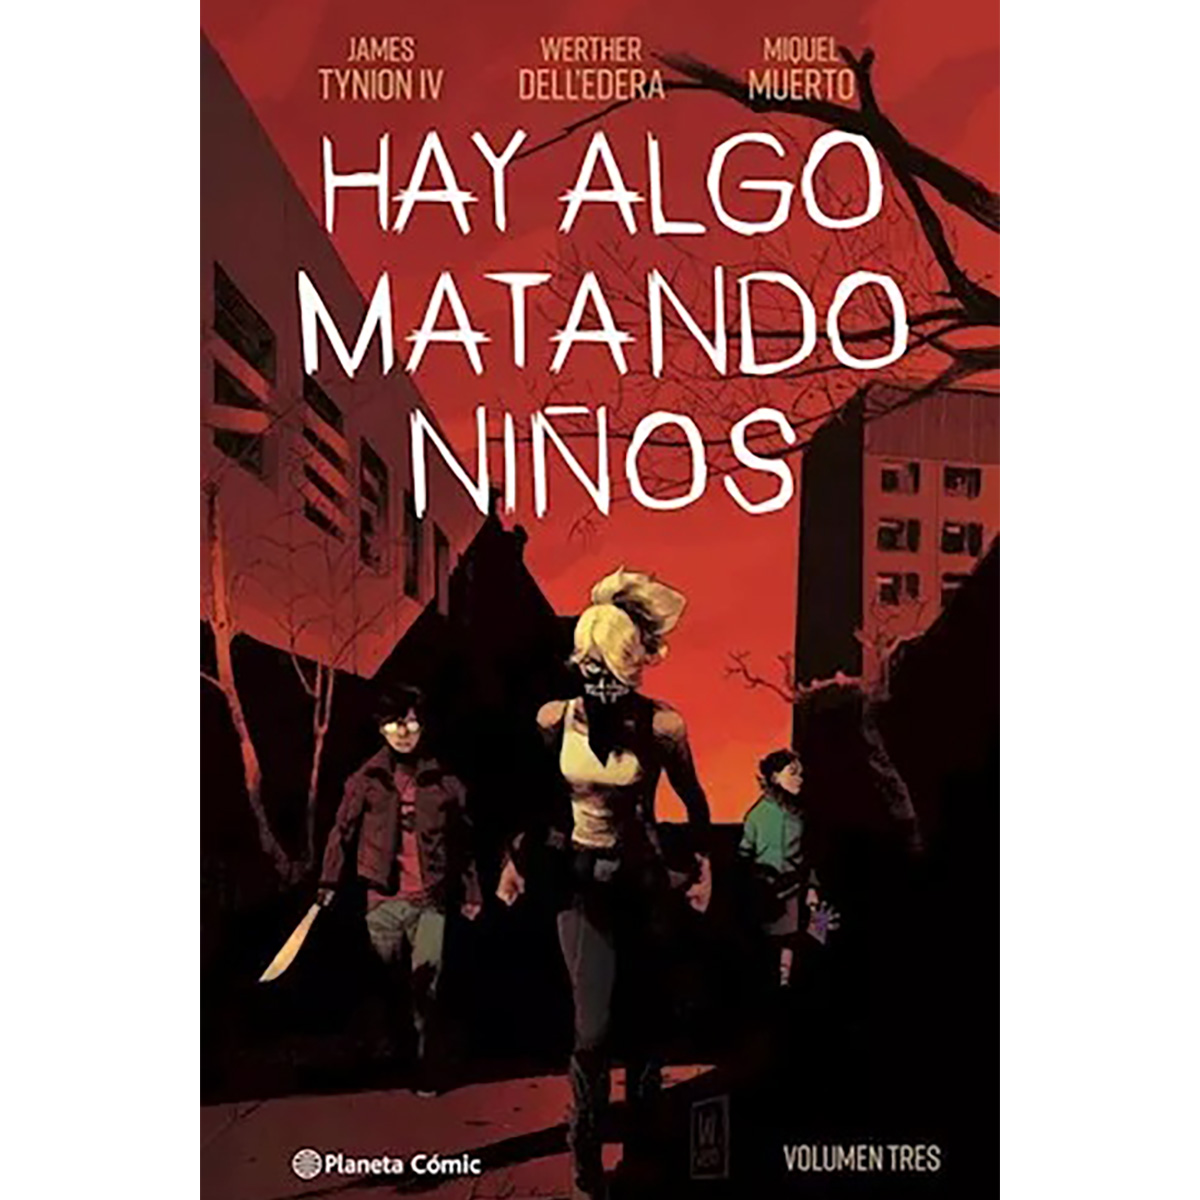 JAMES
TYNION IV
WERTHER
DELL'EDERA
MIQUEL
MUERTO
HAY ALGO
MATANDO
NIÑOS
Planeta Cómic
VOLUMEN TRES